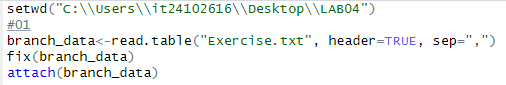 setwd("C:\\Users\\it24102616\\Desktop\\LAB04")
#01
branch_data<-read.table("Exercise.txt", header=TRUE, sep=",")
fix(branch_data)
attach(branch_data)